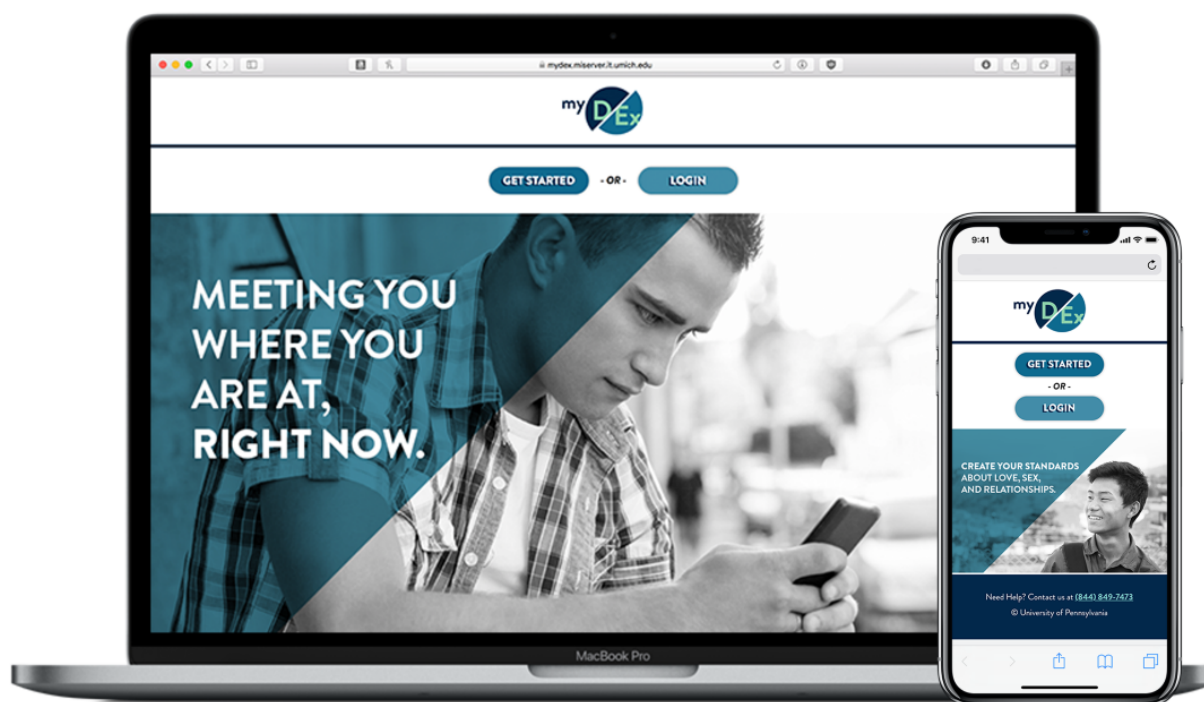 mydex.miserver.it.umich.edu
my DEx
GET STARTED - OR - LOGIN
MEETING YOU
WHERE YOU
ARE AT,
RIGHT NOW.
MacBook Pro
9:41
my DEx
GET STARTED
- OR -
LOGIN
CREATE YOUR STANDARDS
ABOUT LOVE, SEX,
AND RELATIONSHIPS.
Need Help? Contact us at (844) 849-7473
© University of Pennsylvania